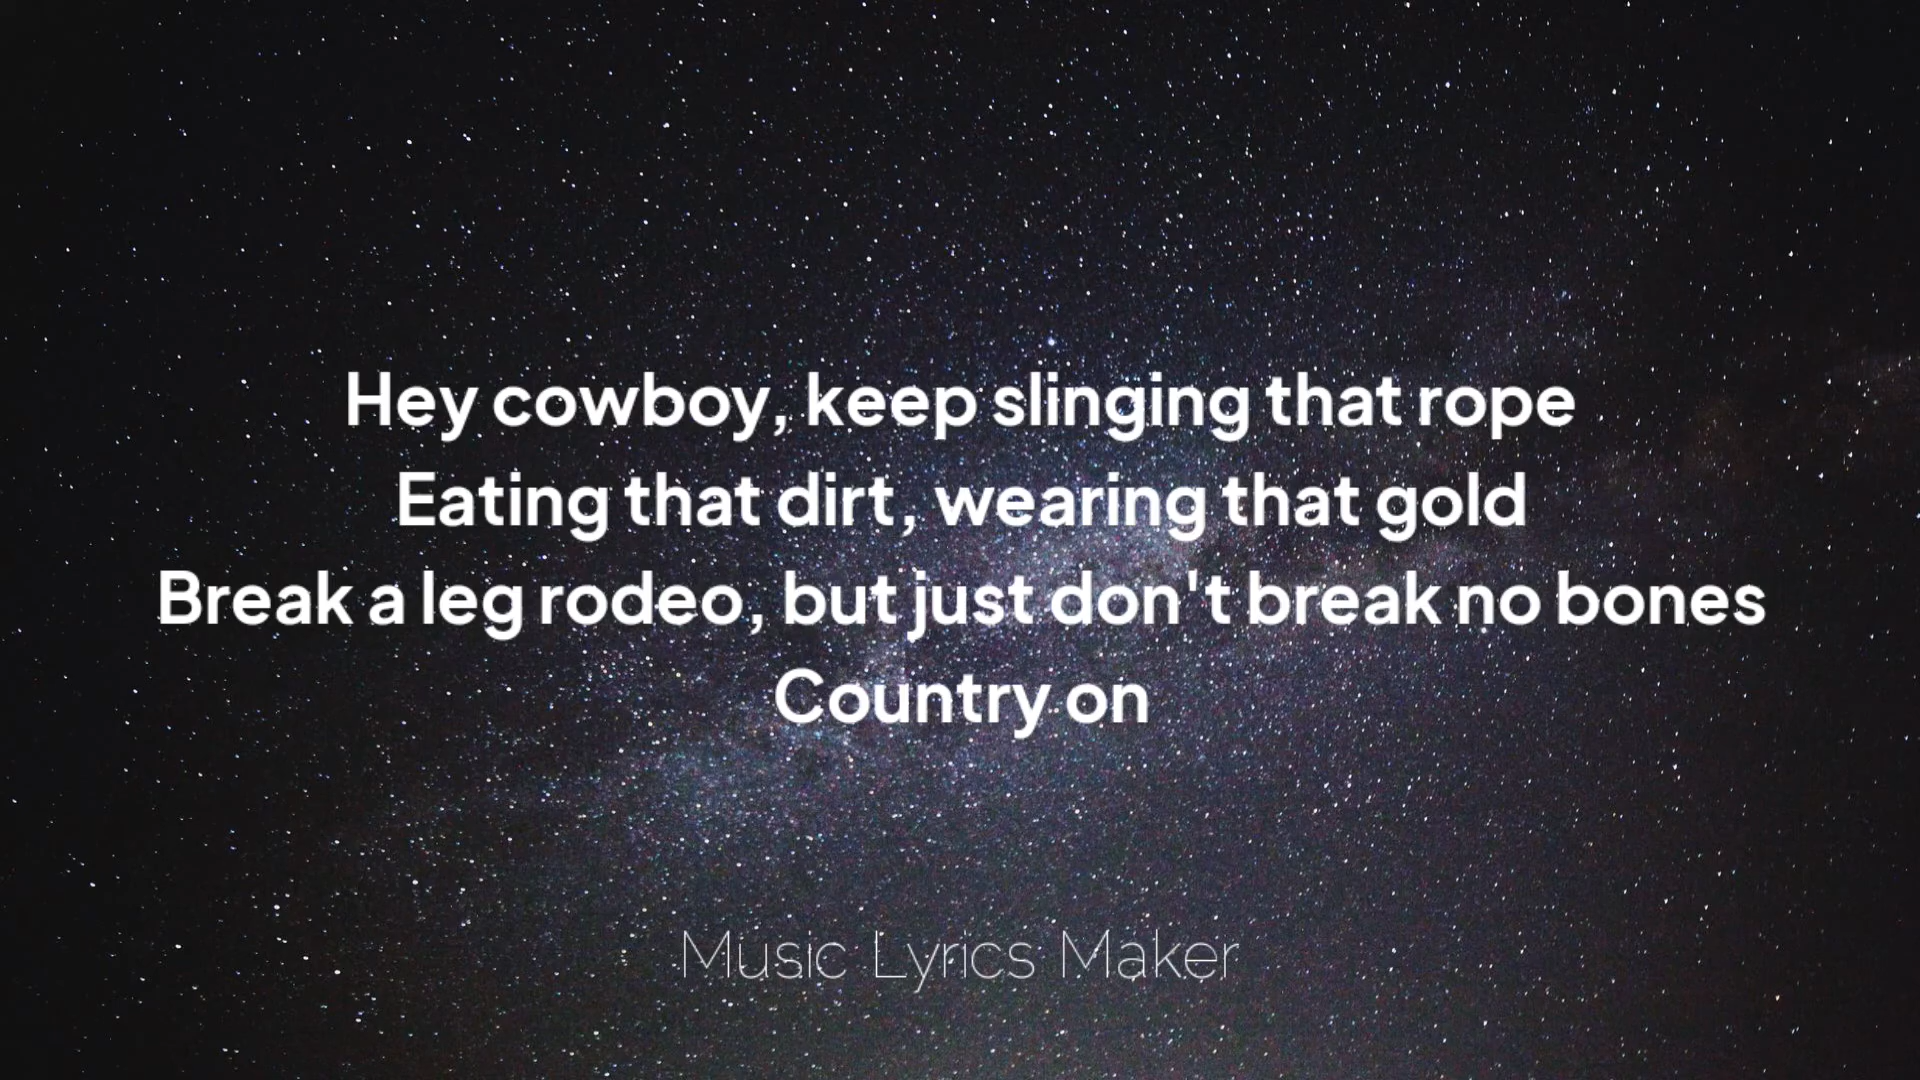 Hey cowboy, keep slinging that rope
Eating that dirt, wearing that gold
Break a leg rodeo, but just don't break no bones
Country on
Music Lyrics Maker